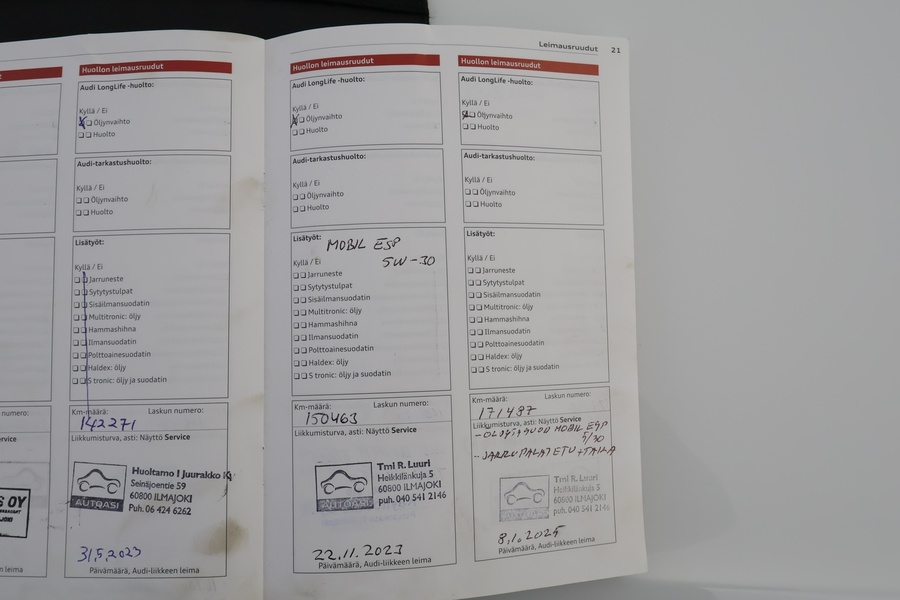 Leimausruudut 21
Huollon leimausruudut
Audi LongLife -huolto:
Kyllä / Ei
Öljynvaihto
Huolto
Audi-tarkastushuolto:
Kyllä / Ei
Öljynvaihto
Huolto
Lisätyöt:
Kyllä / Ei
Jarruneste
Sytytystulpat
Sisäilmansuodatin
Multitronic: öljy
Hammashihna
Ilmansuodatin
Polttoainesuodatin
Haldex: öljy
S tronic: öljy ja suodatin
Km-määrä: Laskun numero:
142271
Liikkumisturva, asti: Näyttö Service
AUTOASI
Huoltamo J Juurakko Kj
Seinäjoentie 59
60800 ILMAJOKI
Puh. 06 424 6262
31.5.2023
Päivämäärä, Audi-liikkeen leima
Huollon leimausruudut
Audi LongLife -huolto:
Kyllä / Ei
Öljynvaihto
Huolto
Audi-tarkastushuolto:
Kyllä / Ei
Öljynvaihto
Huolto
Lisätyöt: MOBIL ESP
Kyllä / Ei 5W-30
Jarruneste
Sytytystulpat
Sisäilmansuodatin
Multitronic: öljy
Hammashihna
Ilmansuodatin
Polttoainesuodatin
Haldex: öljy
S tronic: öljy ja suodatin
Km-määrä: Laskun numero:
150463
Liikkumisturva, asti: Näyttö Service
Tmi R. Luuri
Heikkilänkuja 5
60800 ILMAJOKI
puh. 040 541 2146
22.11.2023
Päivämäärä, Audi-liikkeen leima
Huollon leimausruudut
Audi LongLife -huolto:
Kyllä / Ei
Öljynvaihto
Huolto
Audi-tarkastushuolto:
Kyllä / Ei
Öljynvaihto
Huolto
Lisätyöt:
Kyllä / Ei
Jarruneste
Sytytystulpat
Sisäilmansuodatin
Multitronic: öljy
Hammashihna
Ilmansuodatin
Polttoainesuodatin
Haldex: öljy
S tronic: öljy ja suodatin
Km-määrä: Laskun numero:
171487
Liikkumisturva, asti: Näyttö Service
MOBIL ESP
5/30
- JARRUPALAT ETU + TAKA
Tmi R. Luuri
Heikkilänkuja 5
60800 ILMAJOKI
puh. 040 541 2146
8.1.2025
Päivämäärä, Audi-liikkeen leima
numero:
rvice
S OY
n leima